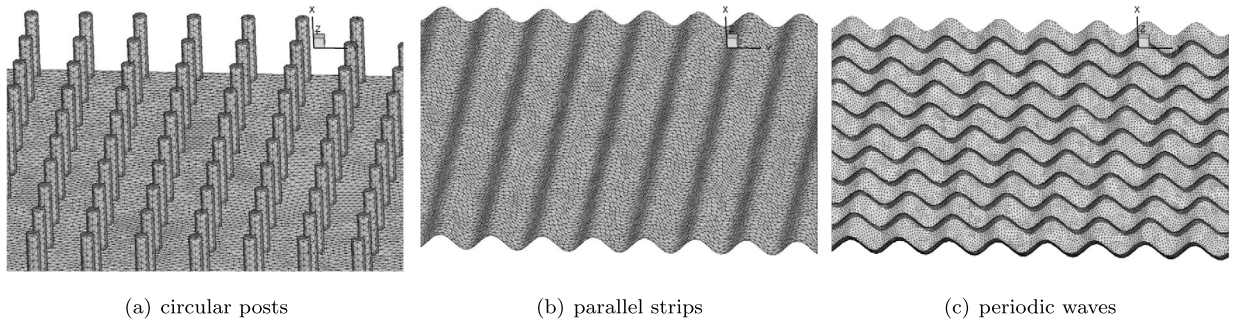 X
Z
X
Z
Y
X
Z
(a) circular posts
(b) parallel strips
(c) periodic waves